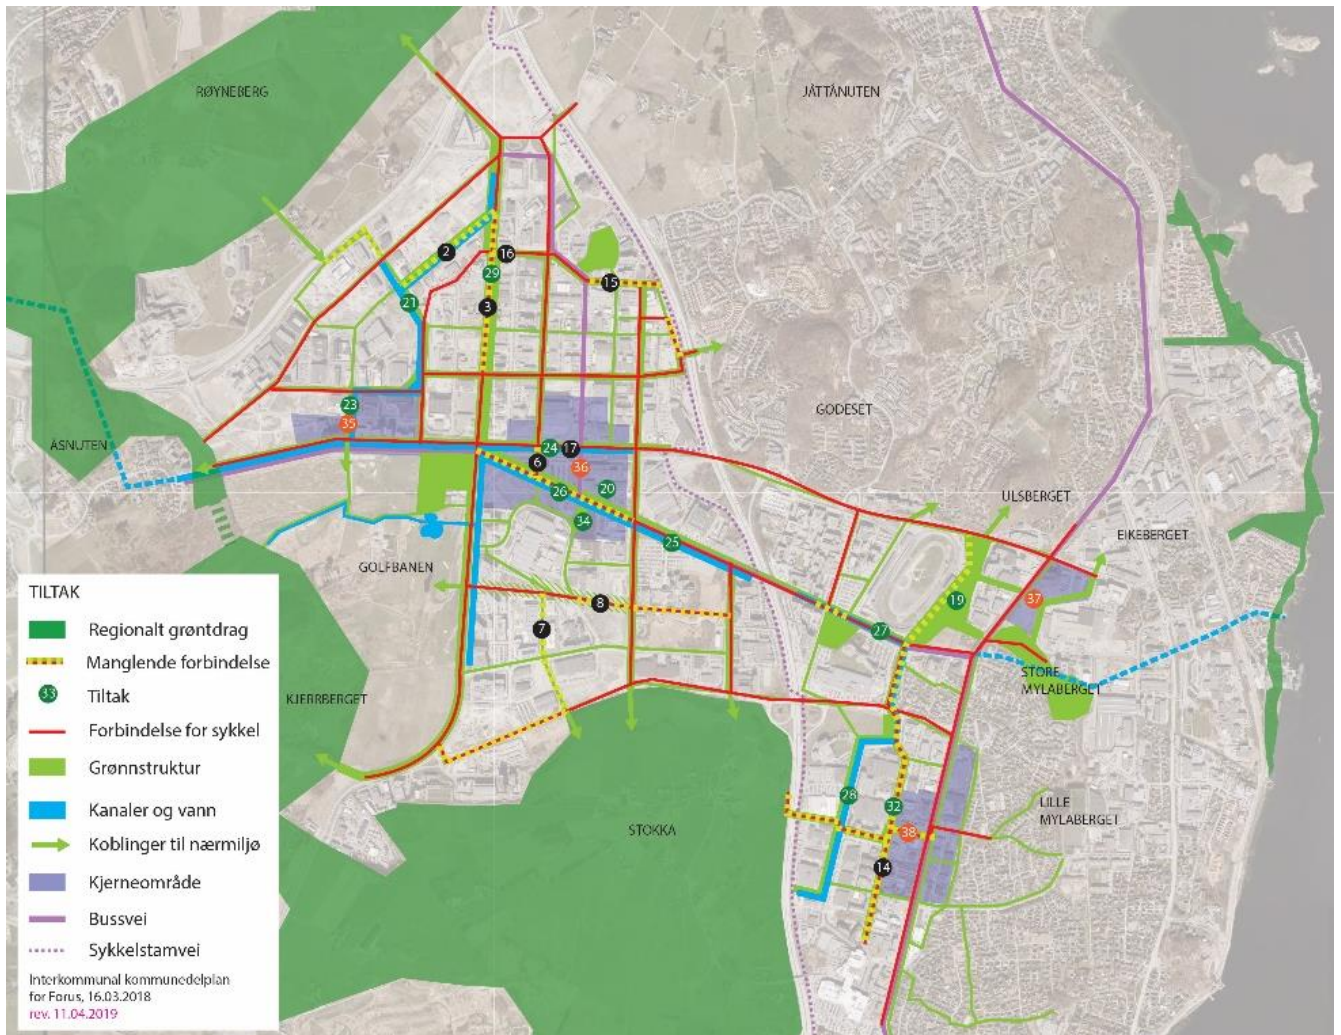 RØYNEBERG
JÅTTÅNUTEN
2
16
29
15
21
3
GODESET
23
35
ÅSNUTEN
24
17
6
36
20
26
34
25
ULSBERGET
EIKEBERGET
GOLFBANEN
8
7
19
37
27
STORE
MYLABERGET
KJERRBERGET
28
32
38
14
STOKKA
LILLE
MYLABERGET
TILTAK
Regionalt grøntdrag
Manglende forbindelse
33 Tiltak
Forbindelse for sykkel
Grønnstruktur
Kanaler og vann
Koblinger til nærmiljø
Kjerneområde
Bussvei
Sykkelstamvei
Interkommunal kommunedelplan
for Forus, 16.03.2018
rev. 11.04.2019